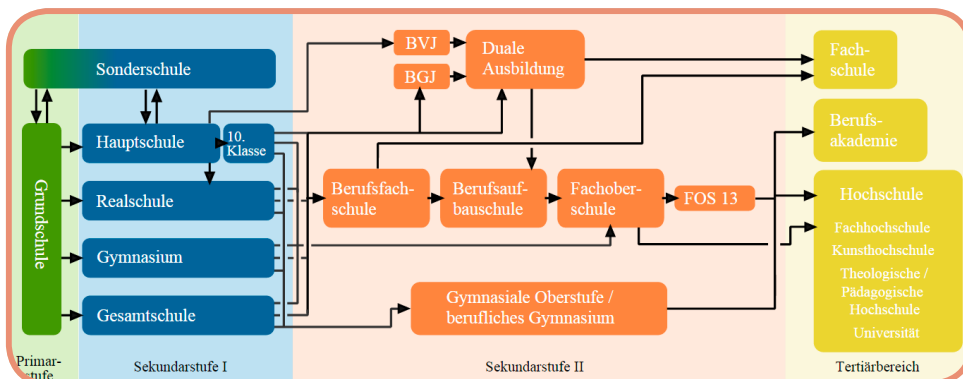 Sonderschule
Grundschule
Hauptschule
10.
Klasse
Realschule
Gymnasium
Gesamtschule
BVJ
BGJ
Duale
Ausbildung
Berufsfach-
schule
Berufsauf-
bauschule
Fachober-
schule
FOS 13
Gymnasiale Oberstufe /
berufliches Gymnasium
Fach-
schule
Berufs-
akademie
Hochschule
Fachhochschule
Kunsthochschule
Theologische /
Pädagogische
Hochschule
Universität
Primar-
stufe
Sekundarstufe I
Sekundarstufe II
Tertiärbereich